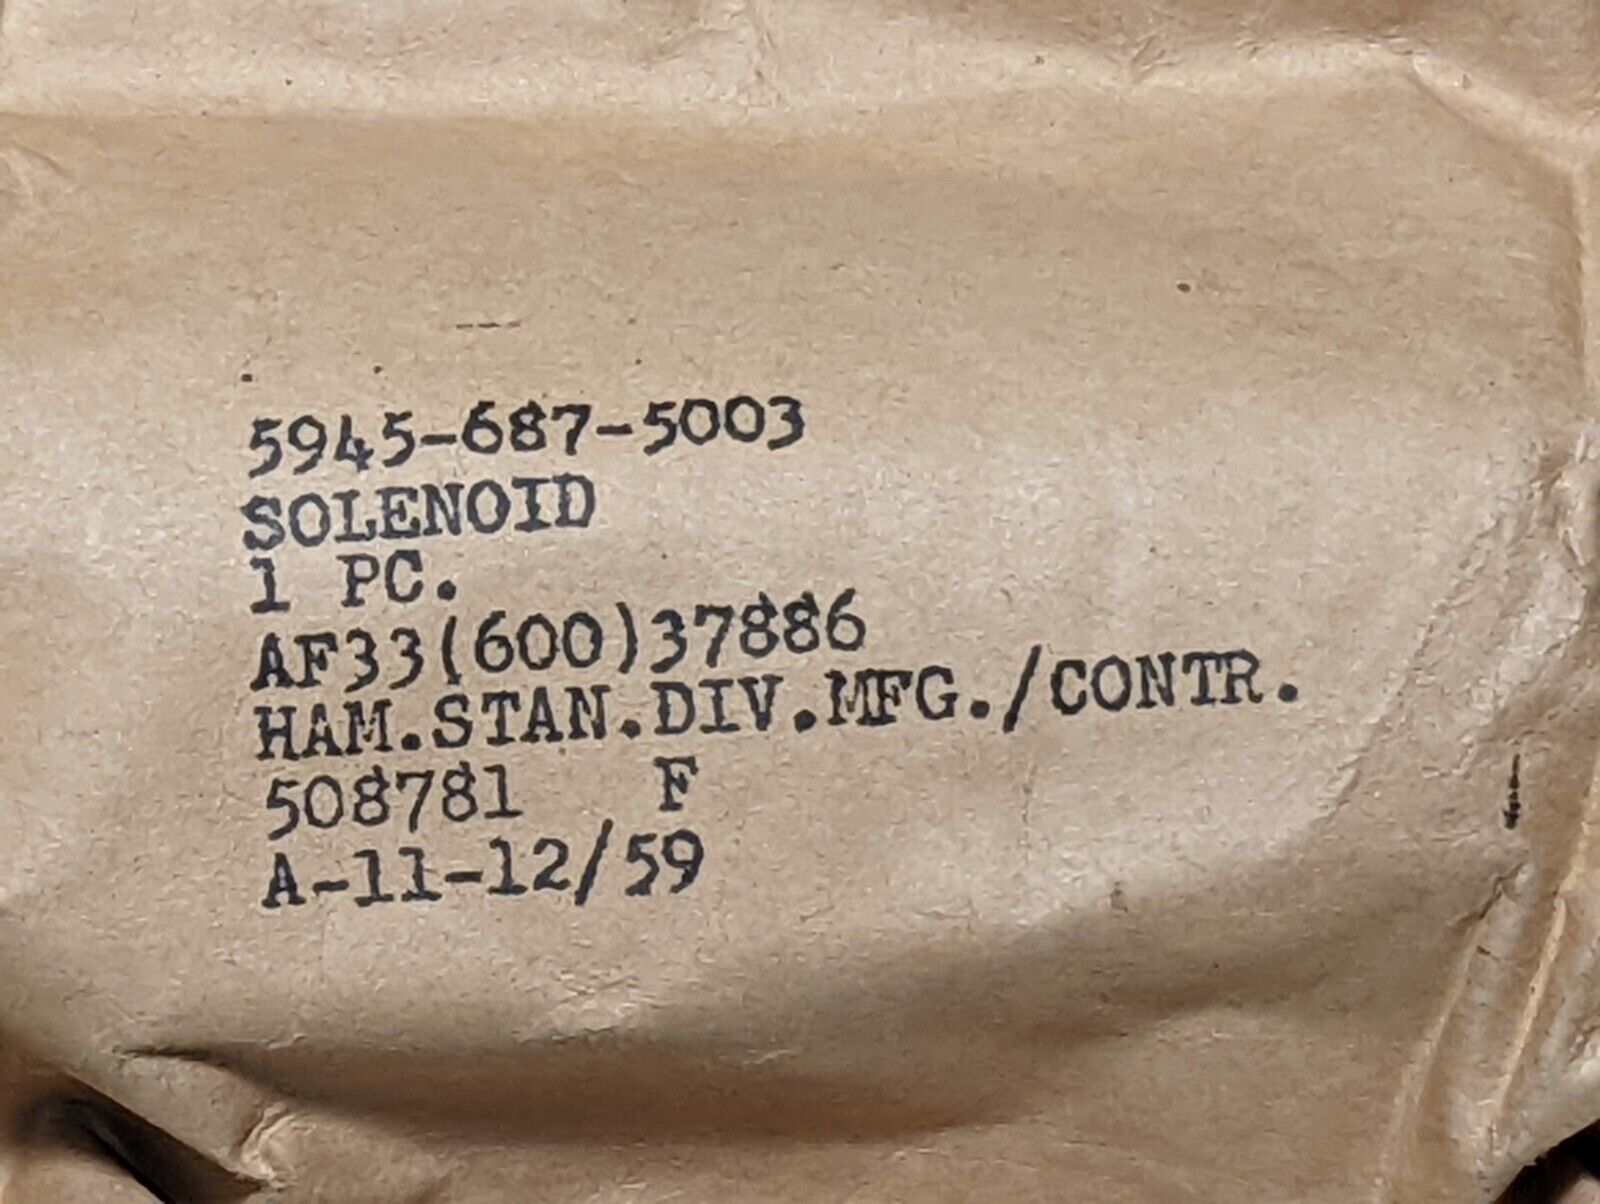 5945-687-5003
SOLENOID
1 PC.
AF33(600)37886
HAM.STAN.DIV.MFG./CONTR.
508781 F
A-11-12/59